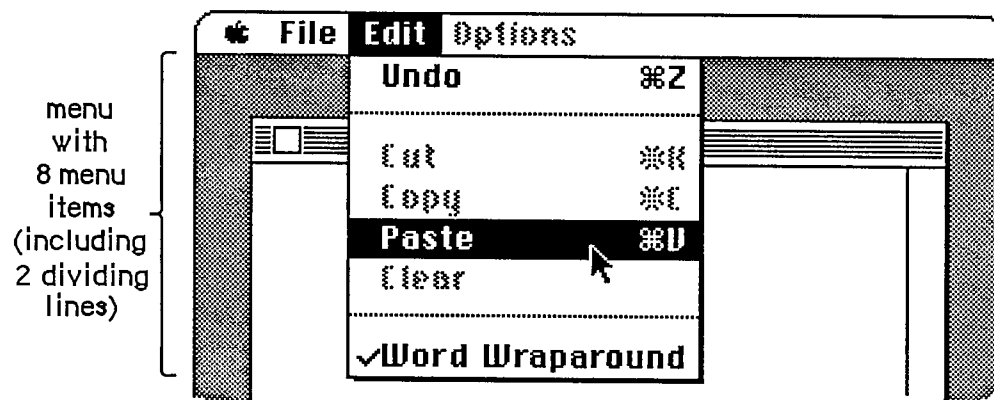 File Edit Options
Undo ⌘Z
Cut ⌘X
Copy ⌘C
Paste ⌘V
Clear
✓Word Wraparound
menu
with
8 menu
items
(including
2 dividing
lines)